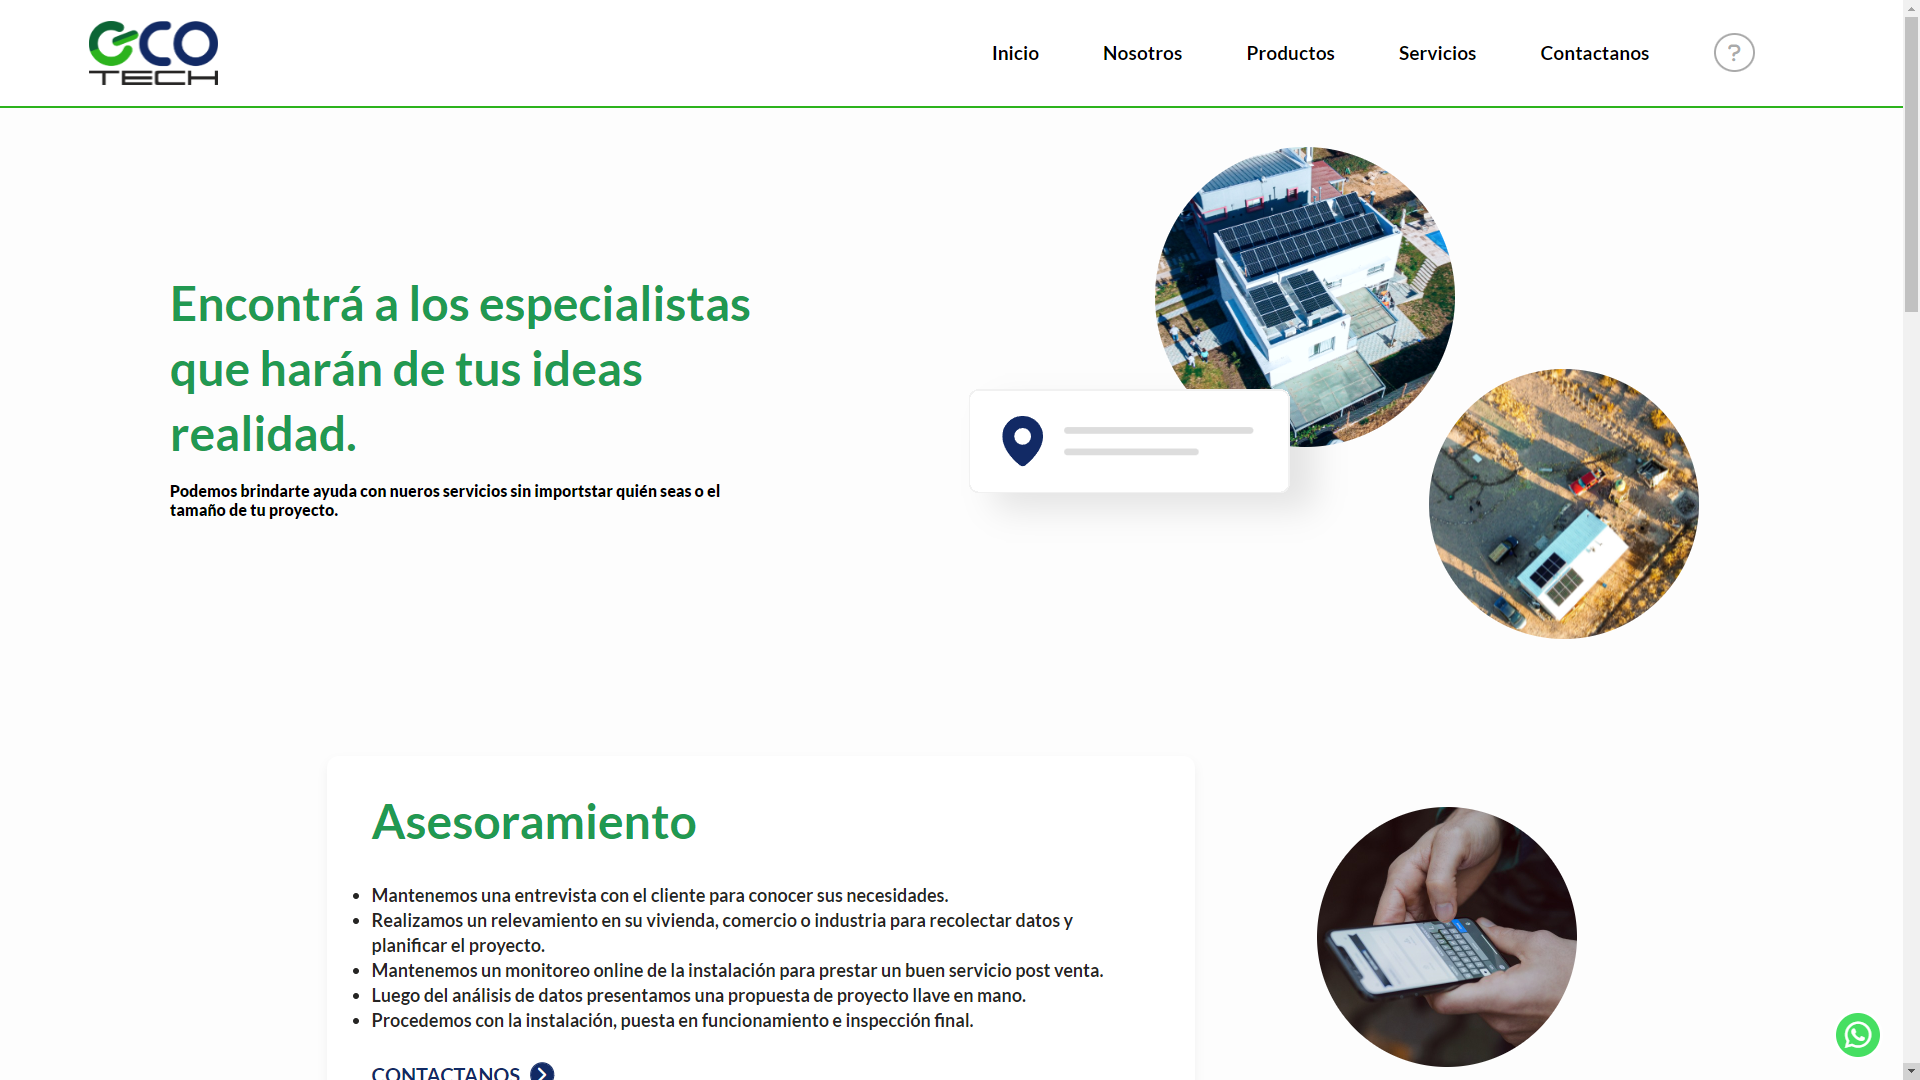 GCO
TECH
Inicio
Nosotros
Productos
Servicios
Contactanos
?
Encontrá a los especialistas
que harán de tus ideas
realidad.
Podemos brindarte ayuda con nueros servicios sin importstar quién seas o el
tamaño de tu proyecto.
Asesoramiento
• Mantenemos una entrevista con el cliente para conocer sus necesidades.
• Realizamos un relevamiento en su vivienda, comercio o industria para recolectar datos y
planificar el proyecto.
• Mantenemos un monitoreo online de la instalación para prestar un buen servicio post venta.
• Luego del análisis de datos presentamos una propuesta de proyecto llave en mano.
• Procedemos con la instalación, puesta en funcionamiento e inspección final.
CONTACTANOS